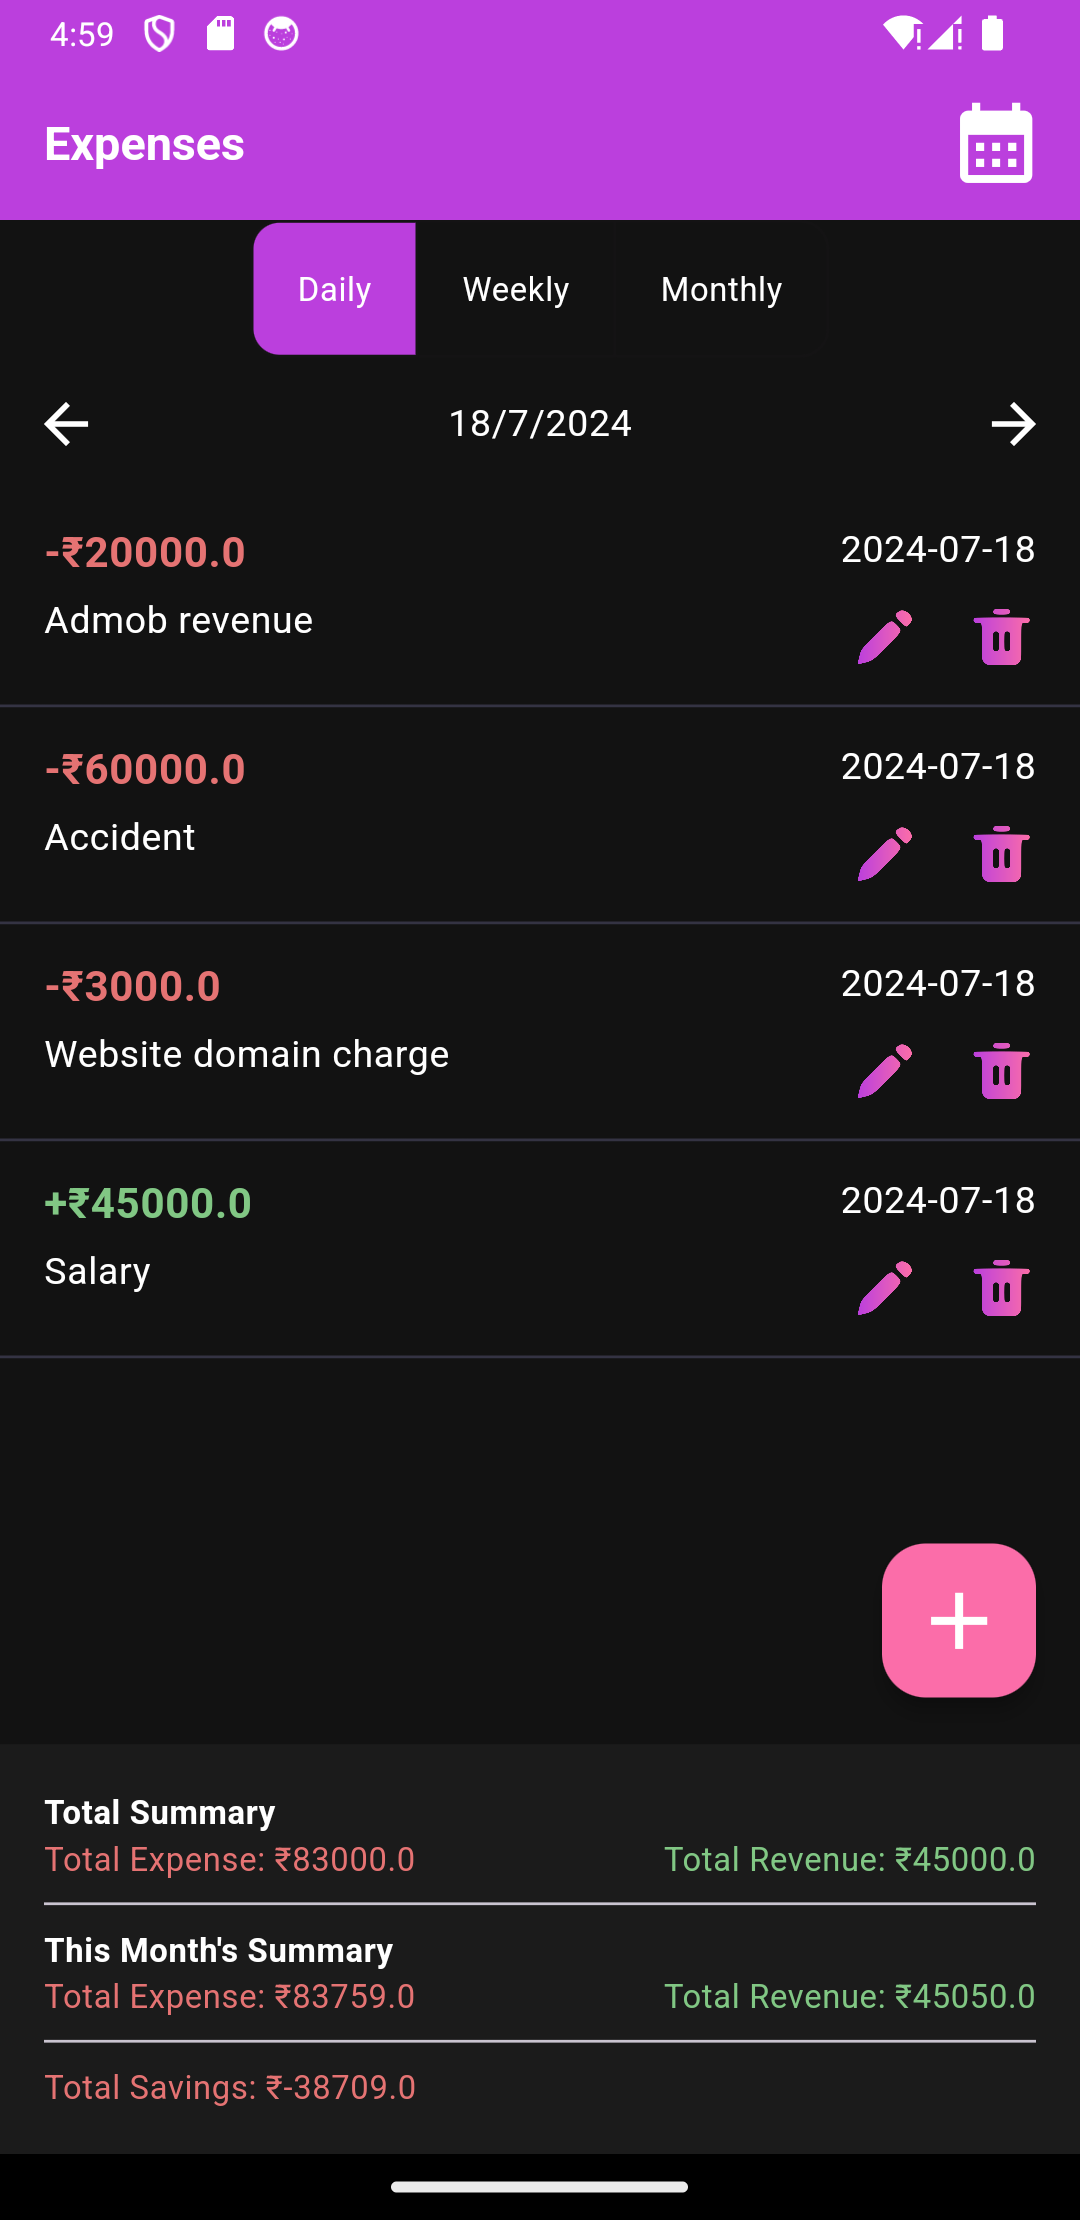 4:59
Expenses
Daily Weekly Monthly
18/7/2024
-₹20000.0 2024-07-18
Admob revenue
-₹60000.0 2024-07-18
Accident
-₹3000.0 2024-07-18
Website domain charge
+₹45000.0 2024-07-18
Salary
Total Summary
Total Expense: ₹83000.0 Total Revenue: ₹45000.0
This Month's Summary
Total Expense: ₹83759.0 Total Revenue: ₹45050.0
Total Savings: ₹-38709.0